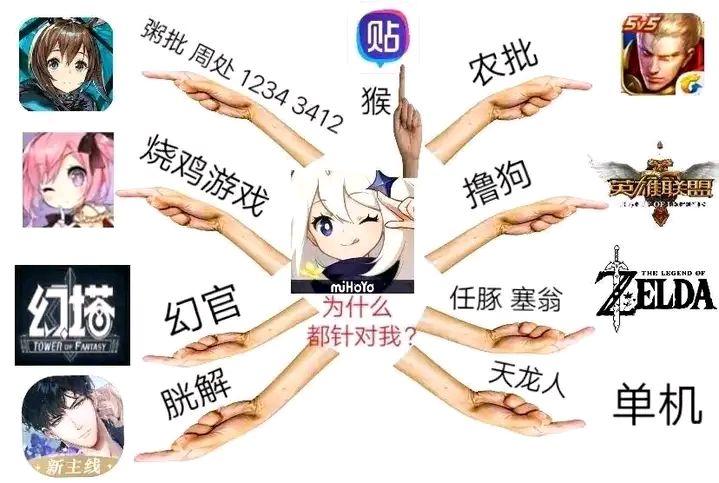 贴
5v5
粥批 周处 1234 3412
猴
农批
烧鸡游戏
撸狗
英雄联盟
miHoYo
为什么
都针对我？
幻塔
TOWER OF FANTASY
幻官
任豚 塞翁
THE LEGEND OF
ZELDA
胱解
天龙人
单机
新主线